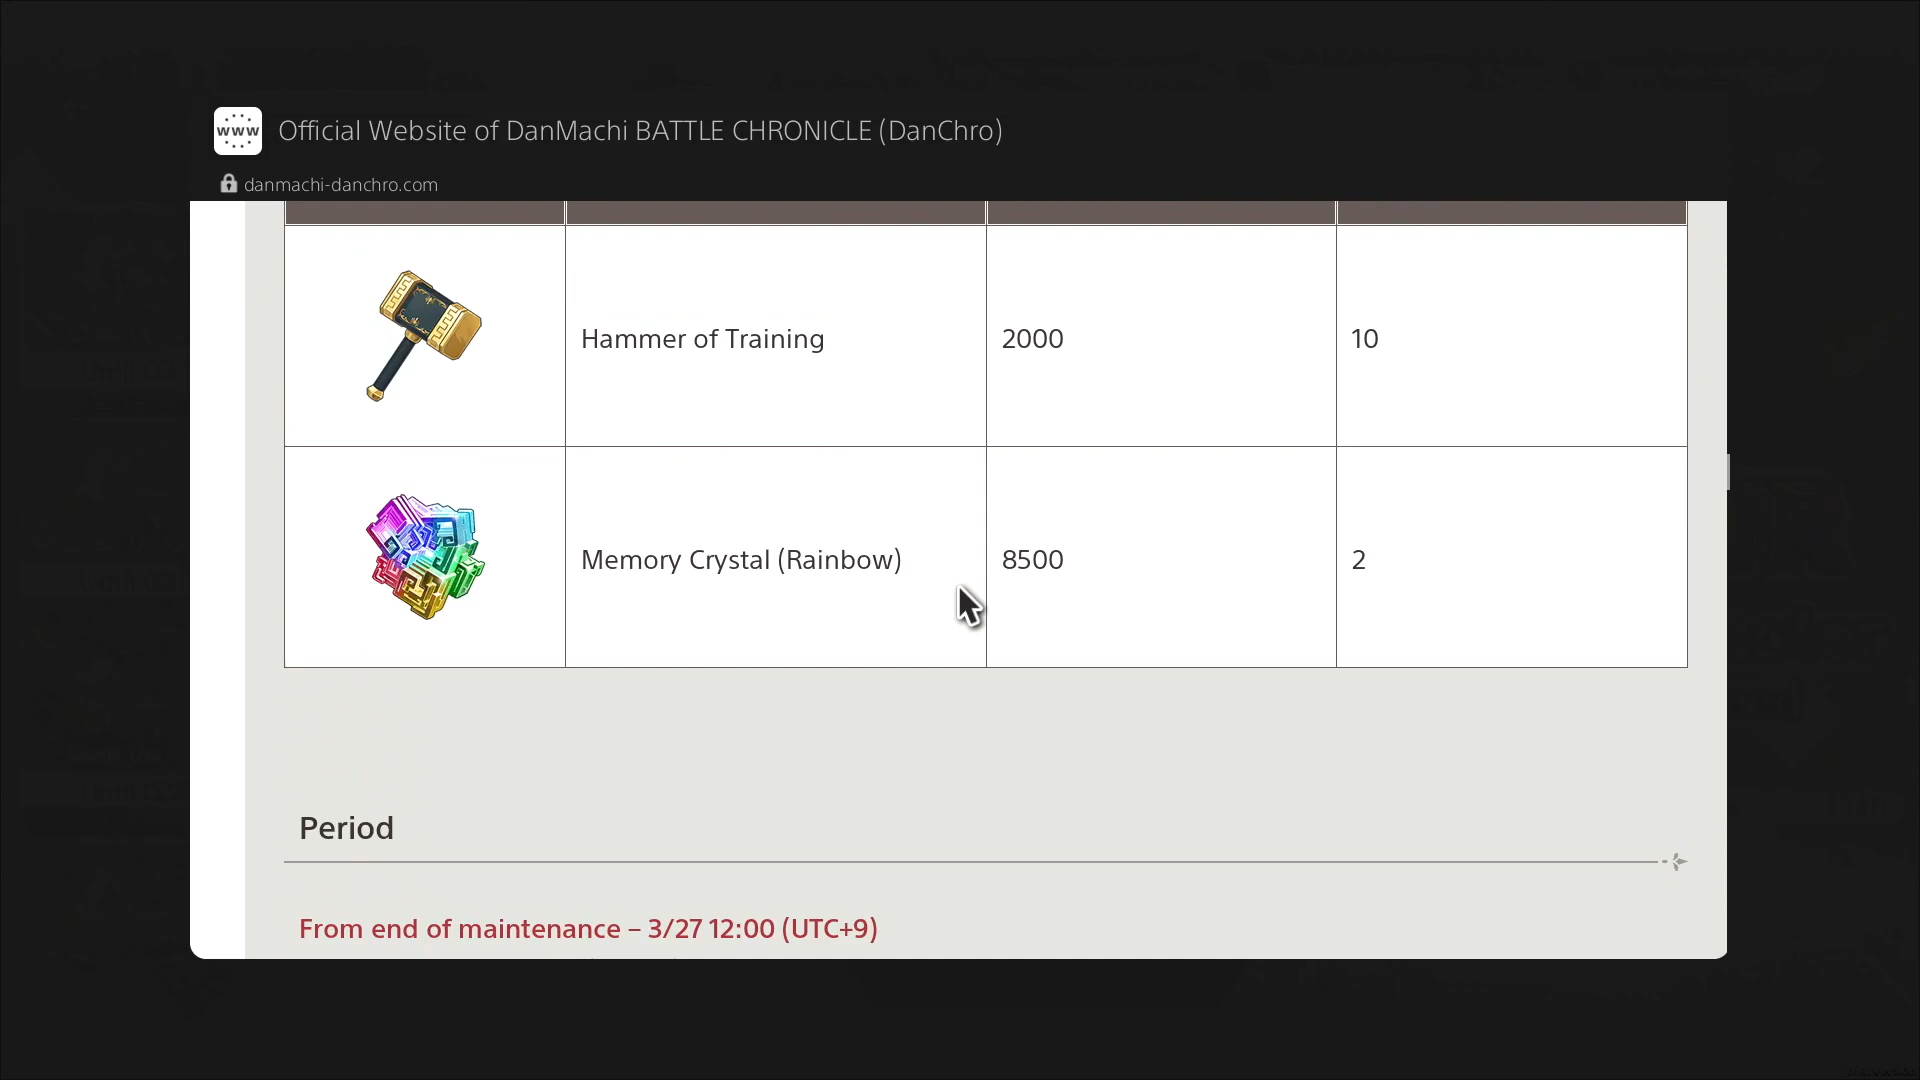 www
Official Website of DanMachi BATTLE CHRONICLE (DanChro)
danmachi-danchro.com
Hammer of Training 2000 10
Memory Crystal (Rainbow) 8500 2
Period
From end of maintenance – 3/27 12:00 (UTC+9)